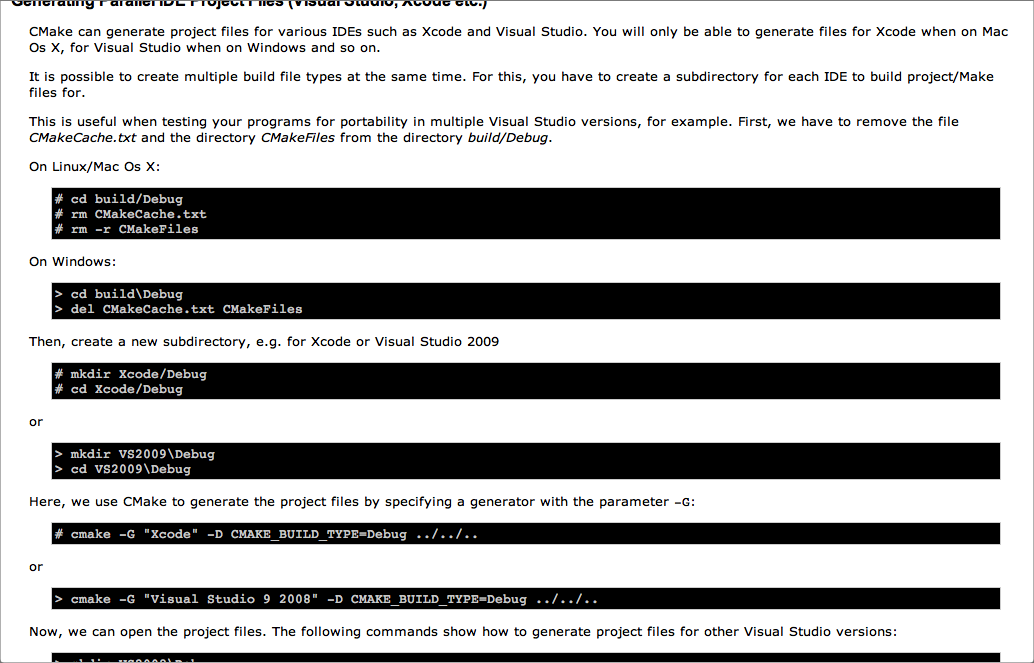 Generating Parallel IDE Project Files (Visual Studio, Xcode etc.)
CMake can generate project files for various IDEs such as Xcode and Visual Studio. You will only be able to generate files for Xcode when on Mac
Os X, for Visual Studio when on Windows and so on.
It is possible to create multiple build file types at the same time. For this, you have to create a subdirectory for each IDE to build project/Make
files for.
This is useful when testing your programs for portability in multiple Visual Studio versions, for example. First, we have to remove the file
CMakeCache.txt and the directory CMakeFiles from the directory build/Debug.
On Linux/Mac Os X:
# cd build/Debug
# rm CMakeCache.txt
# rm -r CMakeFiles
On Windows:
> cd build\Debug
> del CMakeCache.txt CMakeFiles
Then, create a new subdirectory, e.g. for Xcode or Visual Studio 2009
# mkdir Xcode/Debug
# cd Xcode/Debug
or
> mkdir VS2009\Debug
> cd VS2009\Debug
Here, we use CMake to generate the project files by specifying a generator with the parameter -G:
# cmake -G "Xcode" -D CMAKE_BUILD_TYPE=Debug ../../..
or
> cmake -G "Visual Studio 9 2008" -D CMAKE_BUILD_TYPE=Debug ../../..
Now, we can open the project files. The following commands show how to generate project files for other Visual Studio versions: